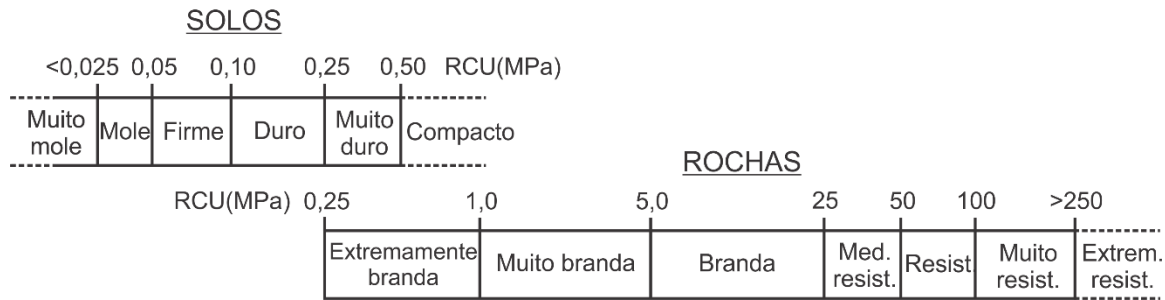 SOLOS
<0,025 0,05 0,10 0,25 0,50 RCU(MPa)
Muito mole
Mole
Firme
Duro
Muito duro
Compacto
ROCHAS
RCU(MPa) 0,25 1,0 5,0 25 50 100 >250
Extremamente branda
Muito branda
Branda
Med. resist.
Resist.
Muito resist.
Extrem. resist.